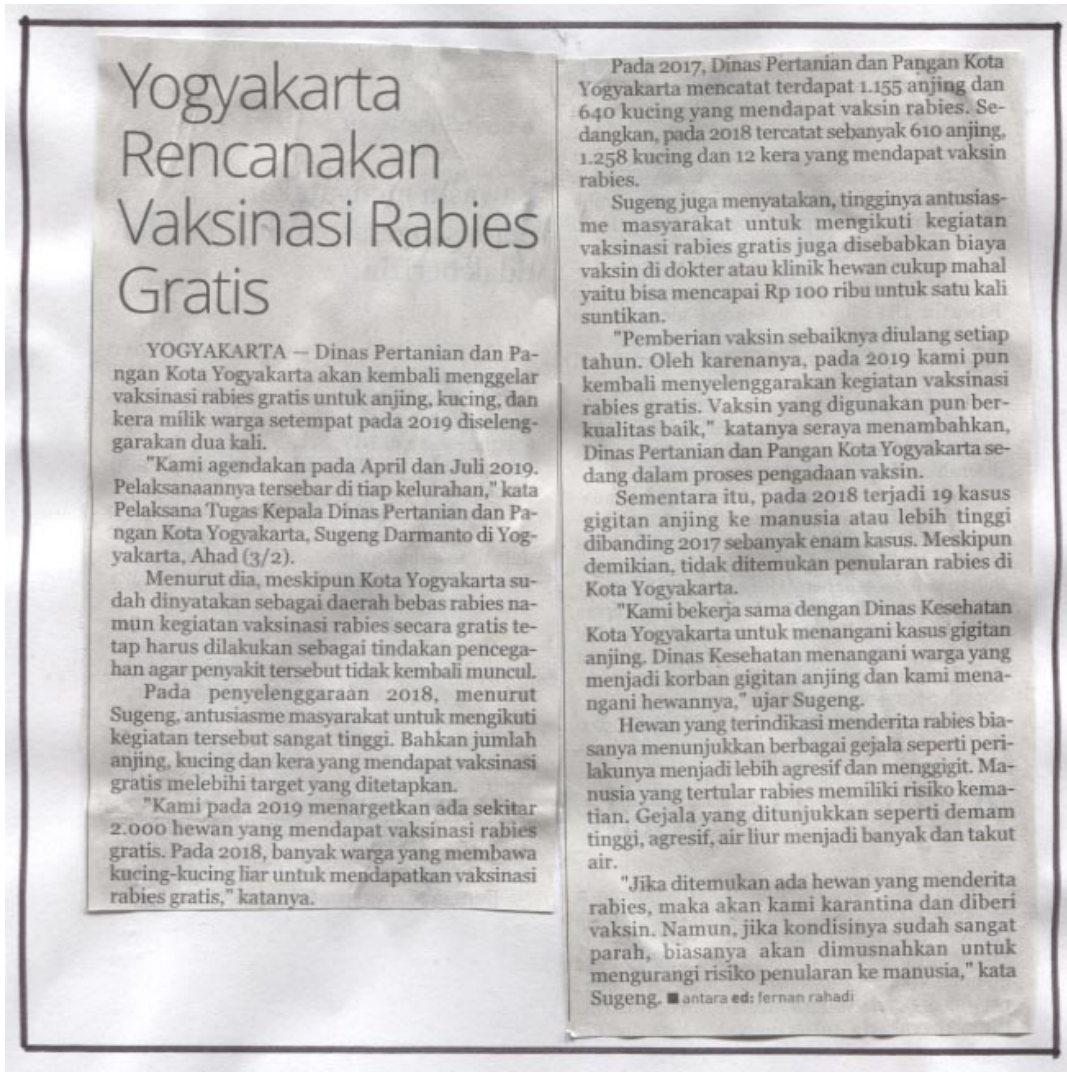 Yogyakarta
Rencanakan
Vaksinasi Rabies
Gratis
YOGYAKARTA — Dinas Pertanian dan Pa-
ngan Kota Yogyakarta akan kembali menggelar
vaksinasi rabies gratis untuk anjing, kucing, dan
kera milik warga setempat pada 2019 diseleng-
garakan dua kali.
"Kami agendakan pada April dan Juli 2019.
Pelaksanaannya tersebar di tiap kelurahan," kata
Pelaksana Tugas Kepala Dinas Pertanian dan Pa-
ngan Kota Yogyakarta, Sugeng Darmanto di Yog-
yakarta, Ahad (3/2).
Menurut dia, meskipun Kota Yogyakarta su-
dah dinyatakan sebagai daerah bebas rabies na-
mun kegiatan vaksinasi rabies secara gratis te-
tap harus dilakukan sebagai tindakan pencega-
han agar penyakit tersebut tidak kembali muncul.
Pada penyelenggaraan 2018, menurut
Sugeng, antusiasme masyarakat untuk mengikuti
kegiatan tersebut sangat tinggi. Bahkan jumlah
anjing, kucing dan kera yang mendapat vaksinasi
gratis melebihi target yang ditetapkan.
"Kami pada 2019 menargetkan ada sekitar
2.000 hewan yang mendapat vaksinasi rabies
gratis. Pada 2018, banyak warga yang membawa
kucing-kucing liar untuk mendapatkan vaksinasi
rabies gratis," katanya.
Pada 2017, Dinas Pertanian dan Pangan Kota
Yogyakarta mencatat terdapat 1.155 anjing dan
640 kucing yang mendapat vaksin rabies. Se-
dangkan, pada 2018 tercatat sebanyak 610 anjing,
1.258 kucing dan 12 kera yang mendapat vaksin
rabies.
Sugeng juga menyatakan, tingginya antusias-
me masyarakat untuk mengikuti kegiatan
vaksinasi rabies gratis juga disebabkan biaya
vaksin di dokter atau klinik hewan cukup mahal
yaitu bisa mencapai Rp 100 ribu untuk satu kali
suntikan.
"Pemberian vaksin sebaiknya diulang setiap
tahun. Oleh karenanya, pada 2019 kami pun
kembali menyelenggarakan kegiatan vaksinasi
rabies gratis. Vaksin yang digunakan pun ber-
kualitas baik," katanya seraya menambahkan,
Dinas Pertanian dan Pangan Kota Yogyakarta se-
dang dalam proses pengadaan vaksin.
Sementara itu, pada 2018 terjadi 19 kasus
gigitan anjing ke manusia atau lebih tinggi
dibanding 2017 sebanyak enam kasus. Meskipun
demikian, tidak ditemukan penularan rabies di
Kota Yogyakarta.
"Kami bekerja sama dengan Dinas Kesehatan
Kota Yogyakarta untuk menangani kasus gigitan
anjing. Dinas Kesehatan menangani warga yang
menjadi korban gigitan anjing dan kami mena-
ngani hewannya," ujar Sugeng.
Hewan yang terindikasi menderita rabies bia-
sanya menunjukkan berbagai gejala seperti peri-
lakunya menjadi lebih agresif dan menggigit. Ma-
nusia yang tertular rabies memiliki risiko kema-
tian. Gejala yang ditunjukkan seperti demam
tinggi, agresif, air liur menjadi banyak dan takut
air.
"Jika ditemukan ada hewan yang menderita
rabies, maka akan kami karantina dan diberi
vaksin. Namun, jika kondisinya sudah sangat
parah, biasanya akan dimusnahkan untuk
mengurangi risiko penularan ke manusia," kata
Sugeng. ■ antara ed: fernan rahadi